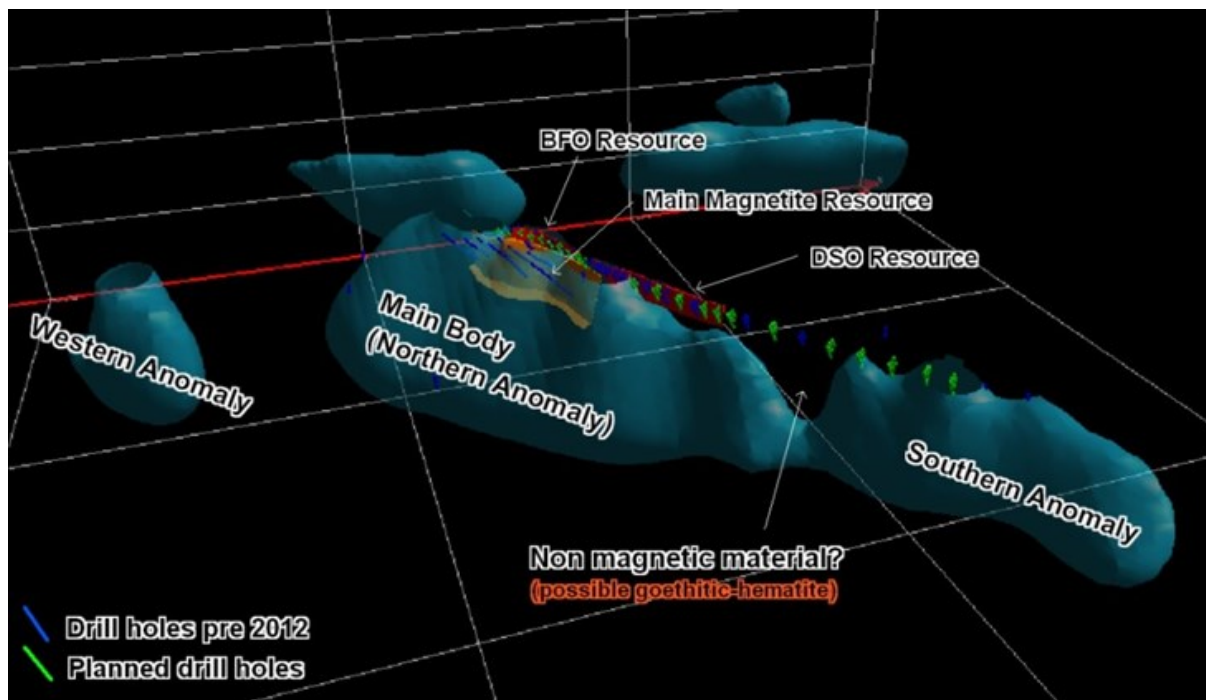 BFO Resource
Main Magnetite Resource
DSO Resource
Western Anomaly
Main Body
(Northern Anomaly)
Southern Anomaly
Non magnetic material?
(possible goethitic-hematite)
Drill holes pre 2012
Planned drill holes